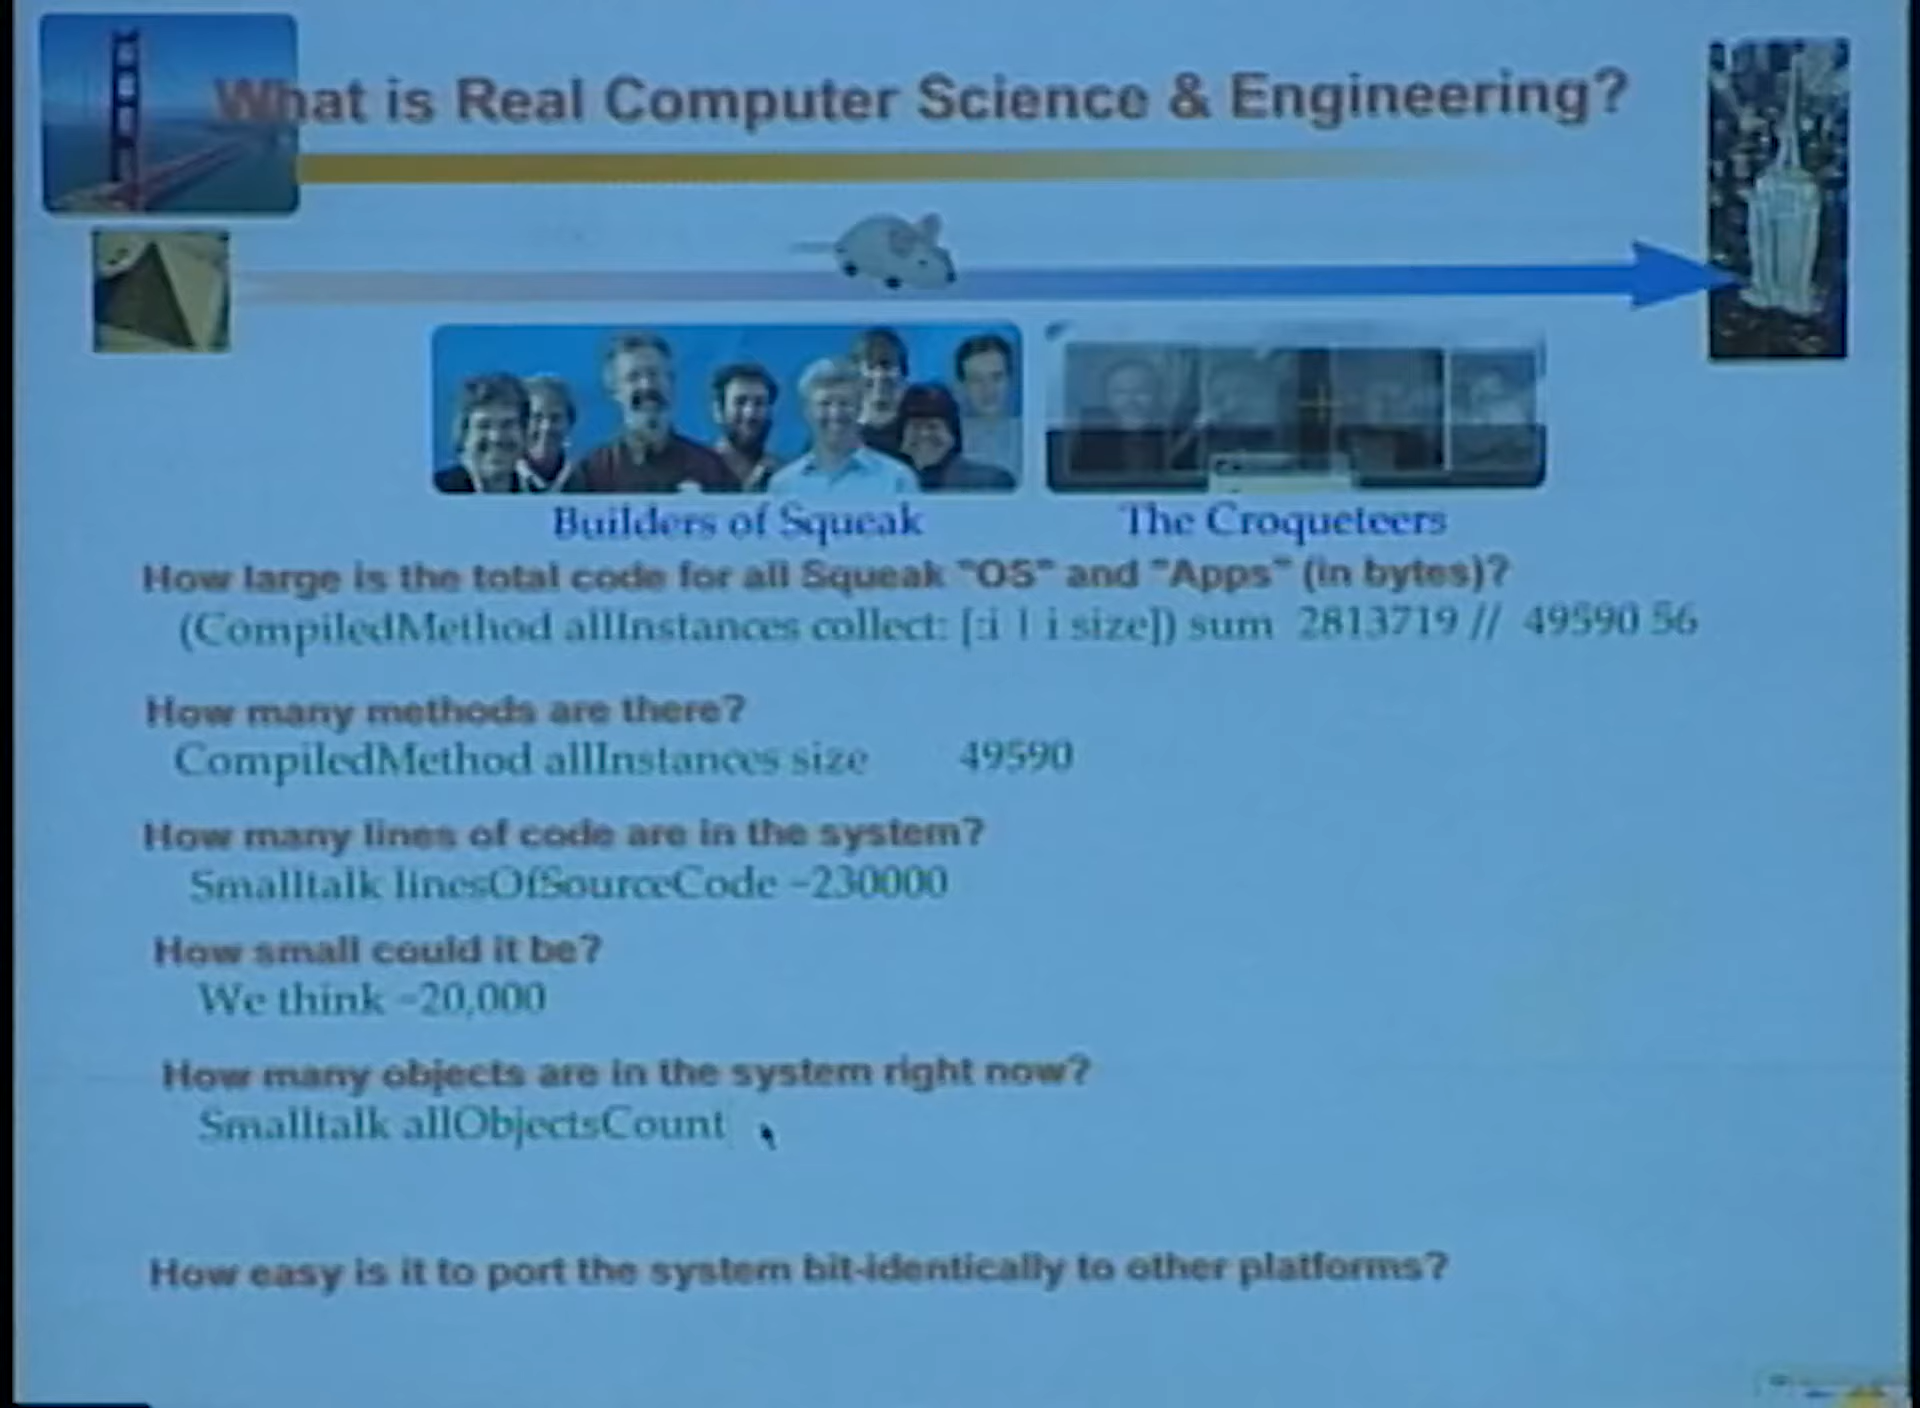 What is Real Computer Science & Engineering?
Builders of Squeak
The Croqueteers
How large is the total code for all Squeak "OS" and "Apps" (in bytes)?
(CompiledMethod allInstances collect: [:i | i size]) sum 2813719 // 49590 56
How many methods are there?
CompiledMethod allInstances size 49590
How many lines of code are in the system?
Smalltalk linesOfSourceCode ~230000
How small could it be?
We think ~20,000
How many objects are in the system right now?
Smalltalk allObjectsCount
How easy is it to port the system bit-identically to other platforms?